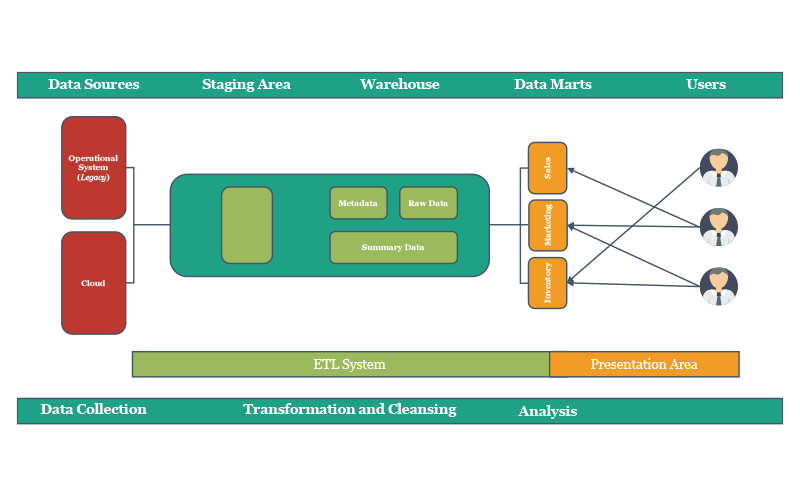 Data Sources
Staging Area
Warehouse
Data Marts
Users
Operational
System
(Legacy)
Cloud
Metadata
Raw Data
Summary Data
Sales
Marketing
Inventory
ETL System
Presentation Area
Data Collection
Transformation and Cleansing
Analysis